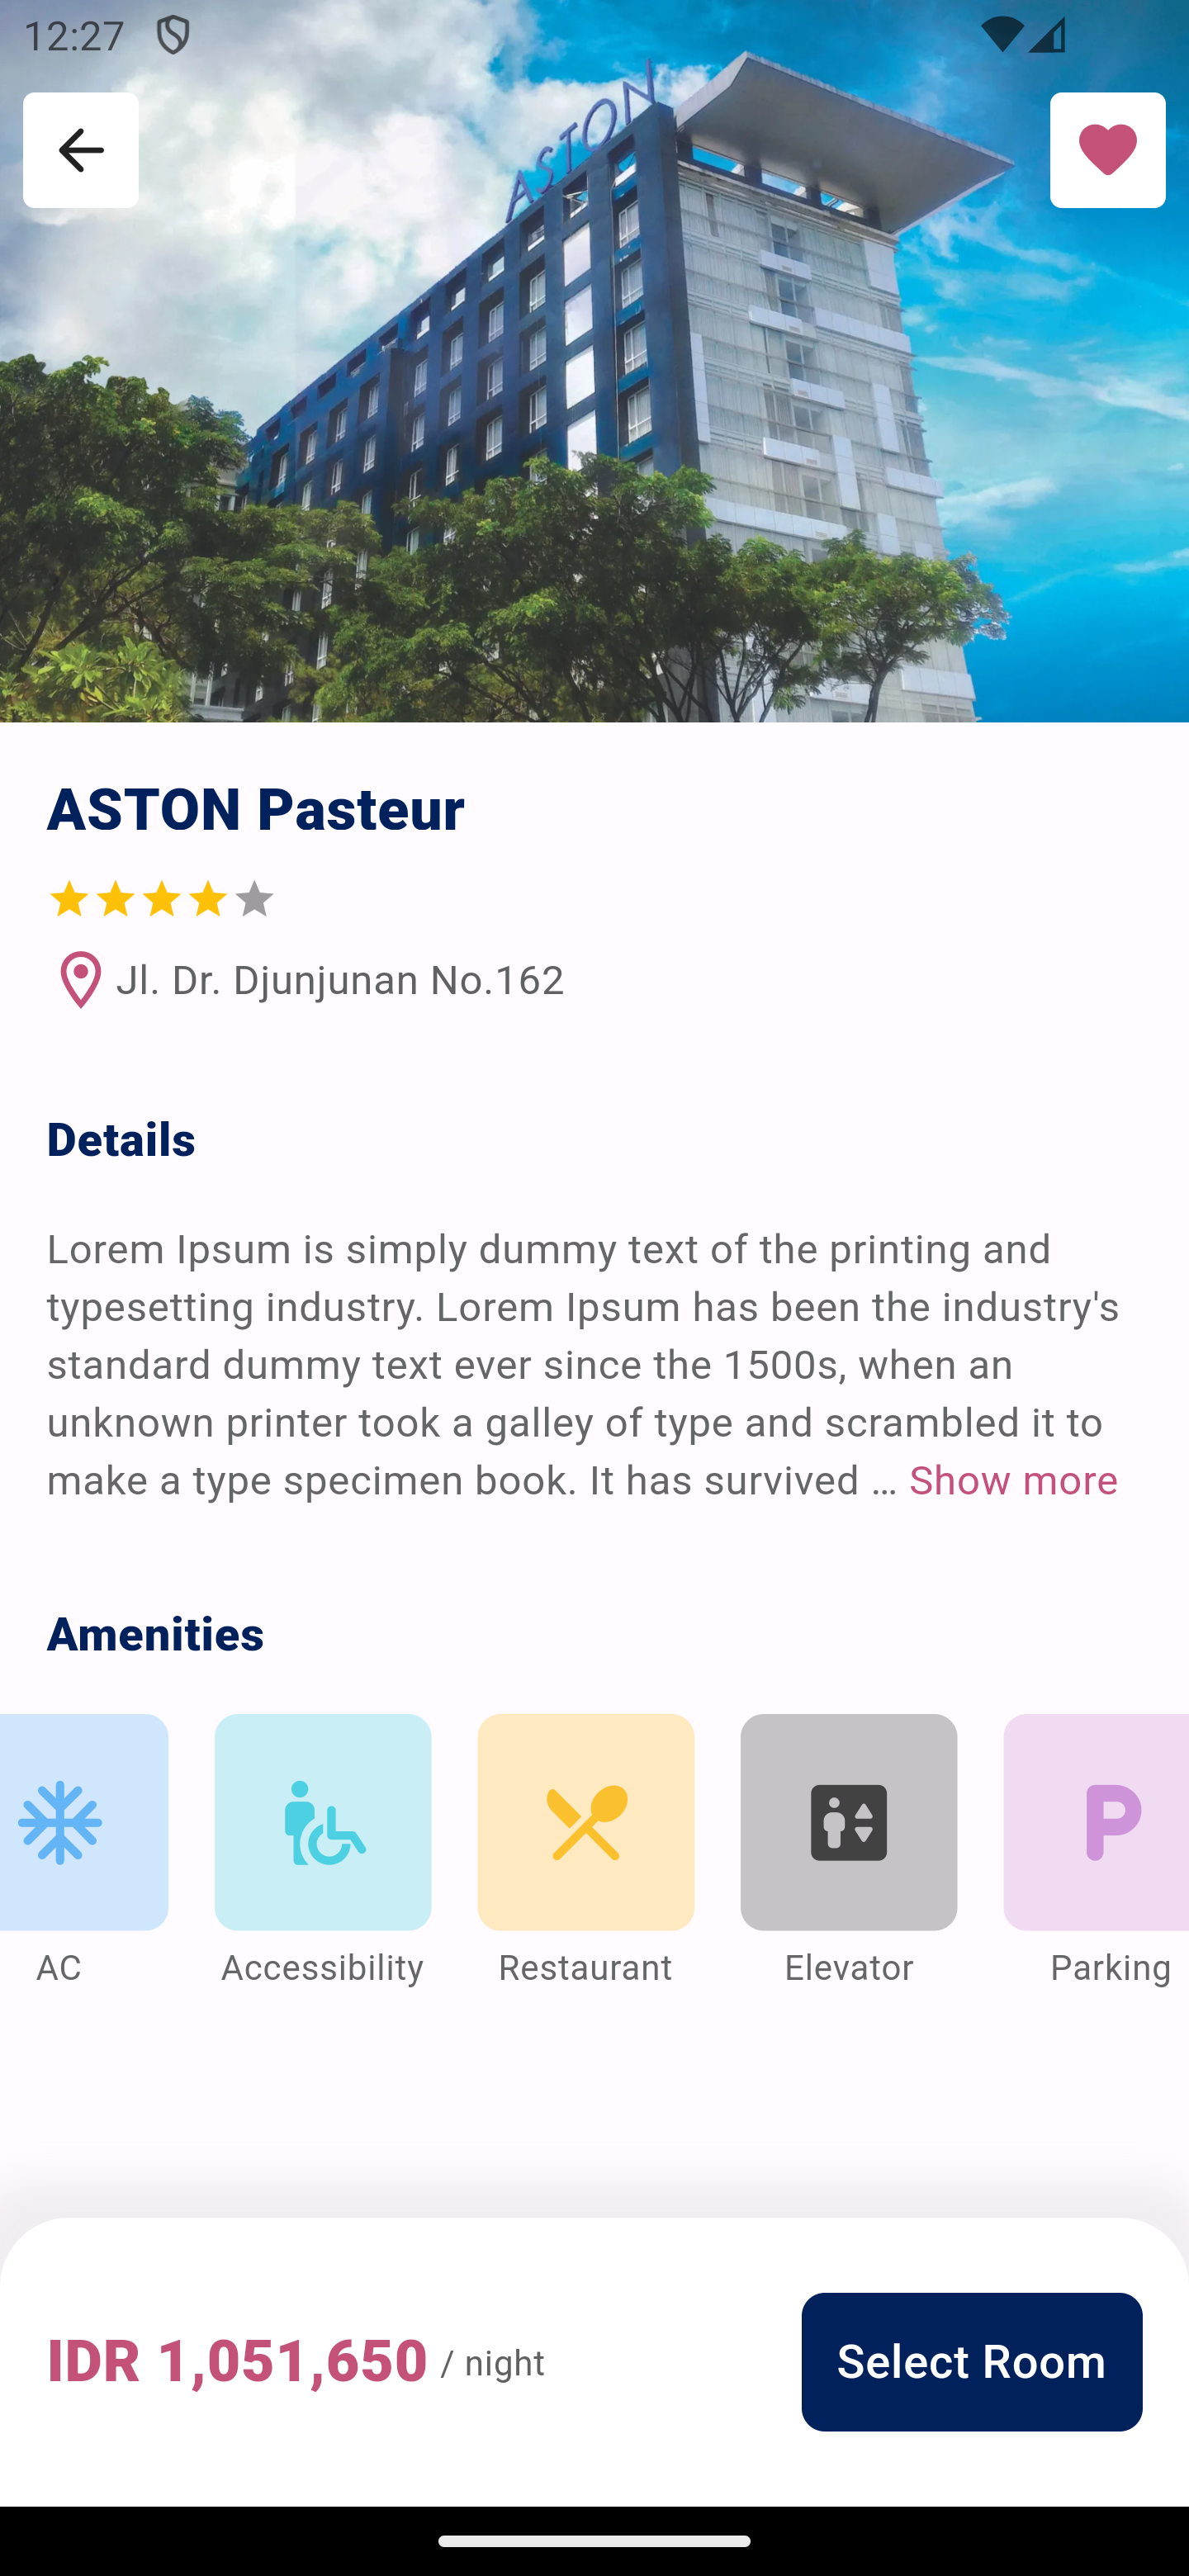 12:27
ASTON
ASTON Pasteur
Jl. Dr. Djunjunan No.162
Details
Lorem Ipsum is simply dummy text of the printing and
typesetting industry. Lorem Ipsum has been the industry's
standard dummy text ever since the 1500s, when an
unknown printer took a galley of type and scrambled it to
make a type specimen book. It has survived ... Show more
Amenities
P
AC
Accessibility
Restaurant
Elevator
Parking
IDR 1,051,650 / night
Select Room